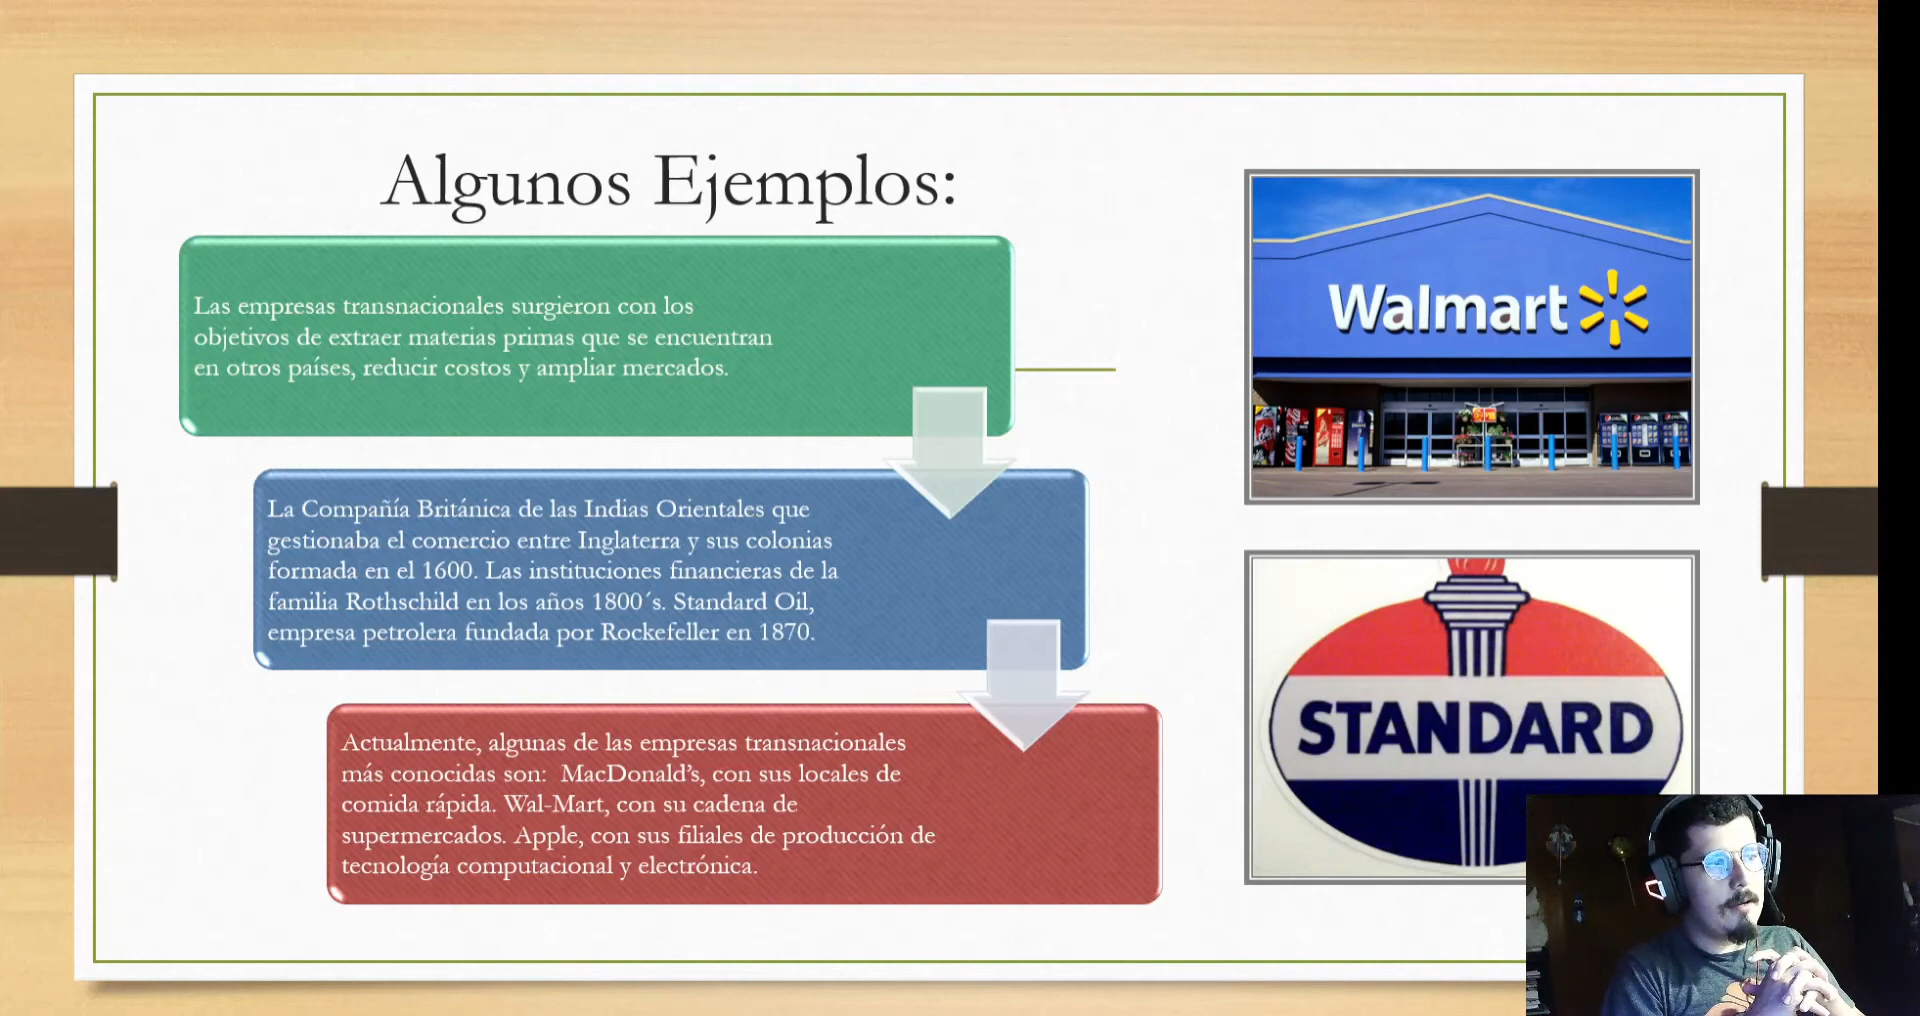 Algunos Ejemplos:
Las empresas transnacionales surgieron con los
objetivos de extraer materias primas que se encuentran
en otros países, reducir costos y ampliar mercados.
La Compañía Británica de las Indias Orientales que
gestionaba el comercio entre Inglaterra y sus colonias
formada en el 1600. Las instituciones financieras de la
familia Rothschild en los años 1800´s. Standard Oil,
empresa petrolera fundada por Rockefeller en 1870.
Actualmente, algunas de las empresas transnacionales
más conocidas son:  MacDonald’s, con sus locales de
comida rápida. Wal-Mart, con su cadena de
supermercados. Apple, con sus filiales de producción de
tecnología computacional y electrónica.
Walmart
STANDARD